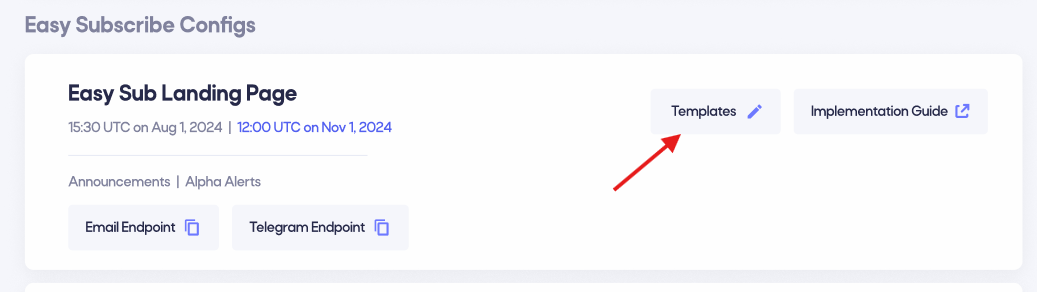 Easy Subscribe Configs
Easy Sub Landing Page
15:30 UTC on Aug 1, 2024 | 12:00 UTC on Nov 1, 2024
Templates
Implementation Guide
Announcements | Alpha Alerts
Email Endpoint
Telegram Endpoint